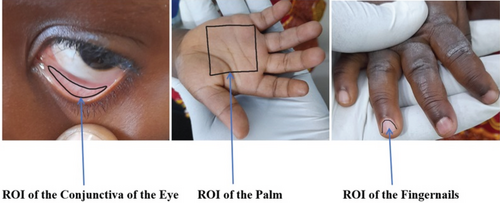 ROI of the Conjunctiva of the Eye
ROI of the Palm
ROI of the Fingernails